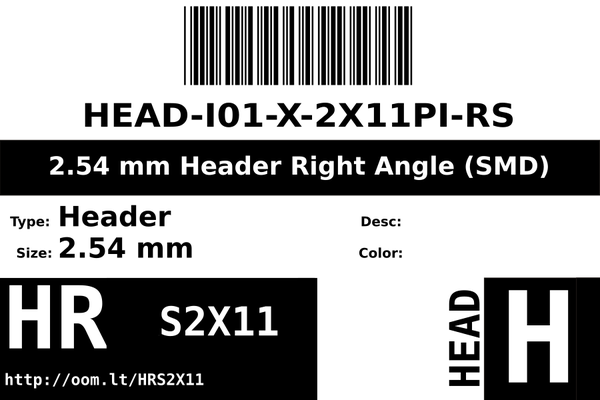 HEAD-I01-X-2X11PI-RS
2.54 mm Header Right Angle (SMD)
Type: Header
Desc:
Size: 2.54 mm
Color:
HR
S2X11
http://oom.lt/HRS2X11
HEAD
H